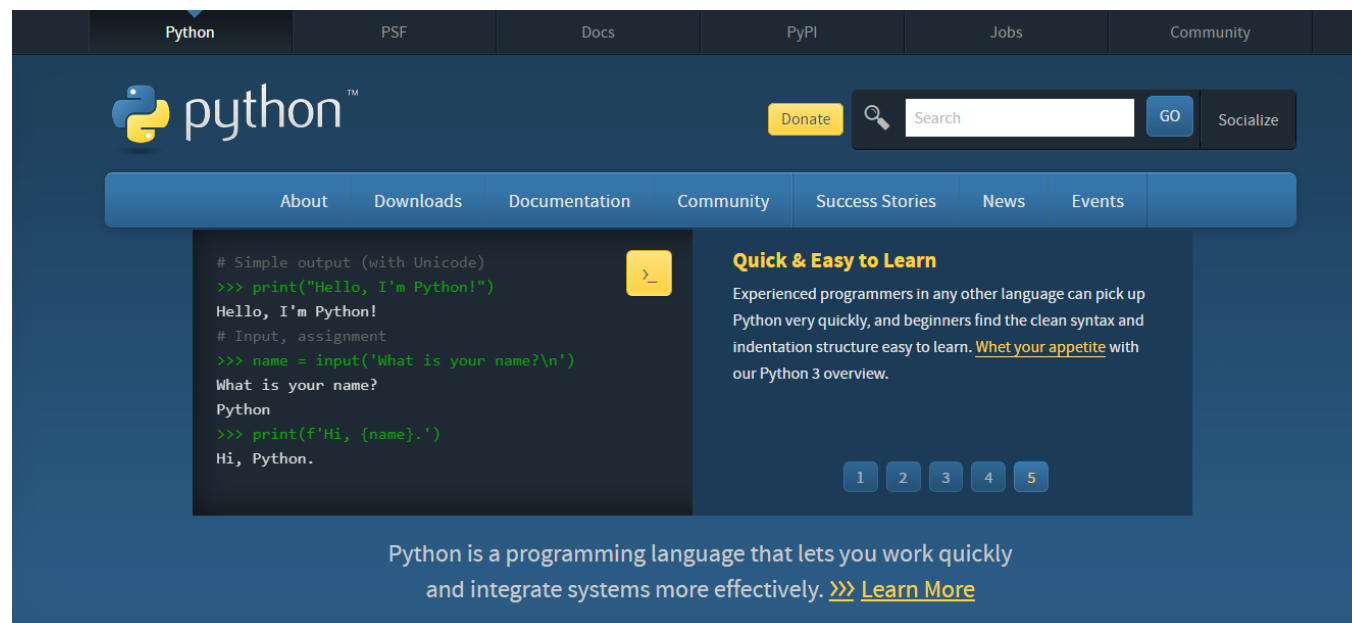 Python PSF Docs PyPI Jobs Community
python™
Donate Search GO Socialize
About Downloads Documentation Community Success Stories News Events
# Simple output (with Unicode)
>>> print("Hello, I'm Python!")
Hello, I'm Python!
# Input, assignment
>>> name = input('What is your name?\n')
What is your name?
Python
>>> print(f'Hi, {name}.')
Hi, Python.
>_
Quick & Easy to Learn
Experienced programmers in any other language can pick up
Python very quickly, and beginners find the clean syntax and
indentation structure easy to learn. Whet your appetite with
our Python 3 overview.
1 2 3 4 5
Python is a programming language that lets you work quickly
and integrate systems more effectively. >>> Learn More